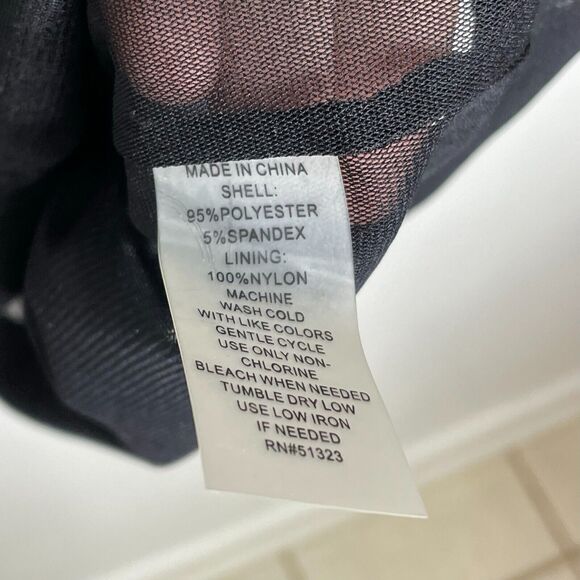 MADE IN CHINA
SHELL:
95%POLYESTER
5%SPANDEX
LINING:
100%NYLON
MACHINE
WASH COLD
WITH LIKE COLORS
GENTLE CYCLE
USE ONLY NON-
CHLORINE
BLEACH WHEN NEEDED
TUMBLE DRY LOW
USE LOW IRON
IF NEEDED
RN#51323